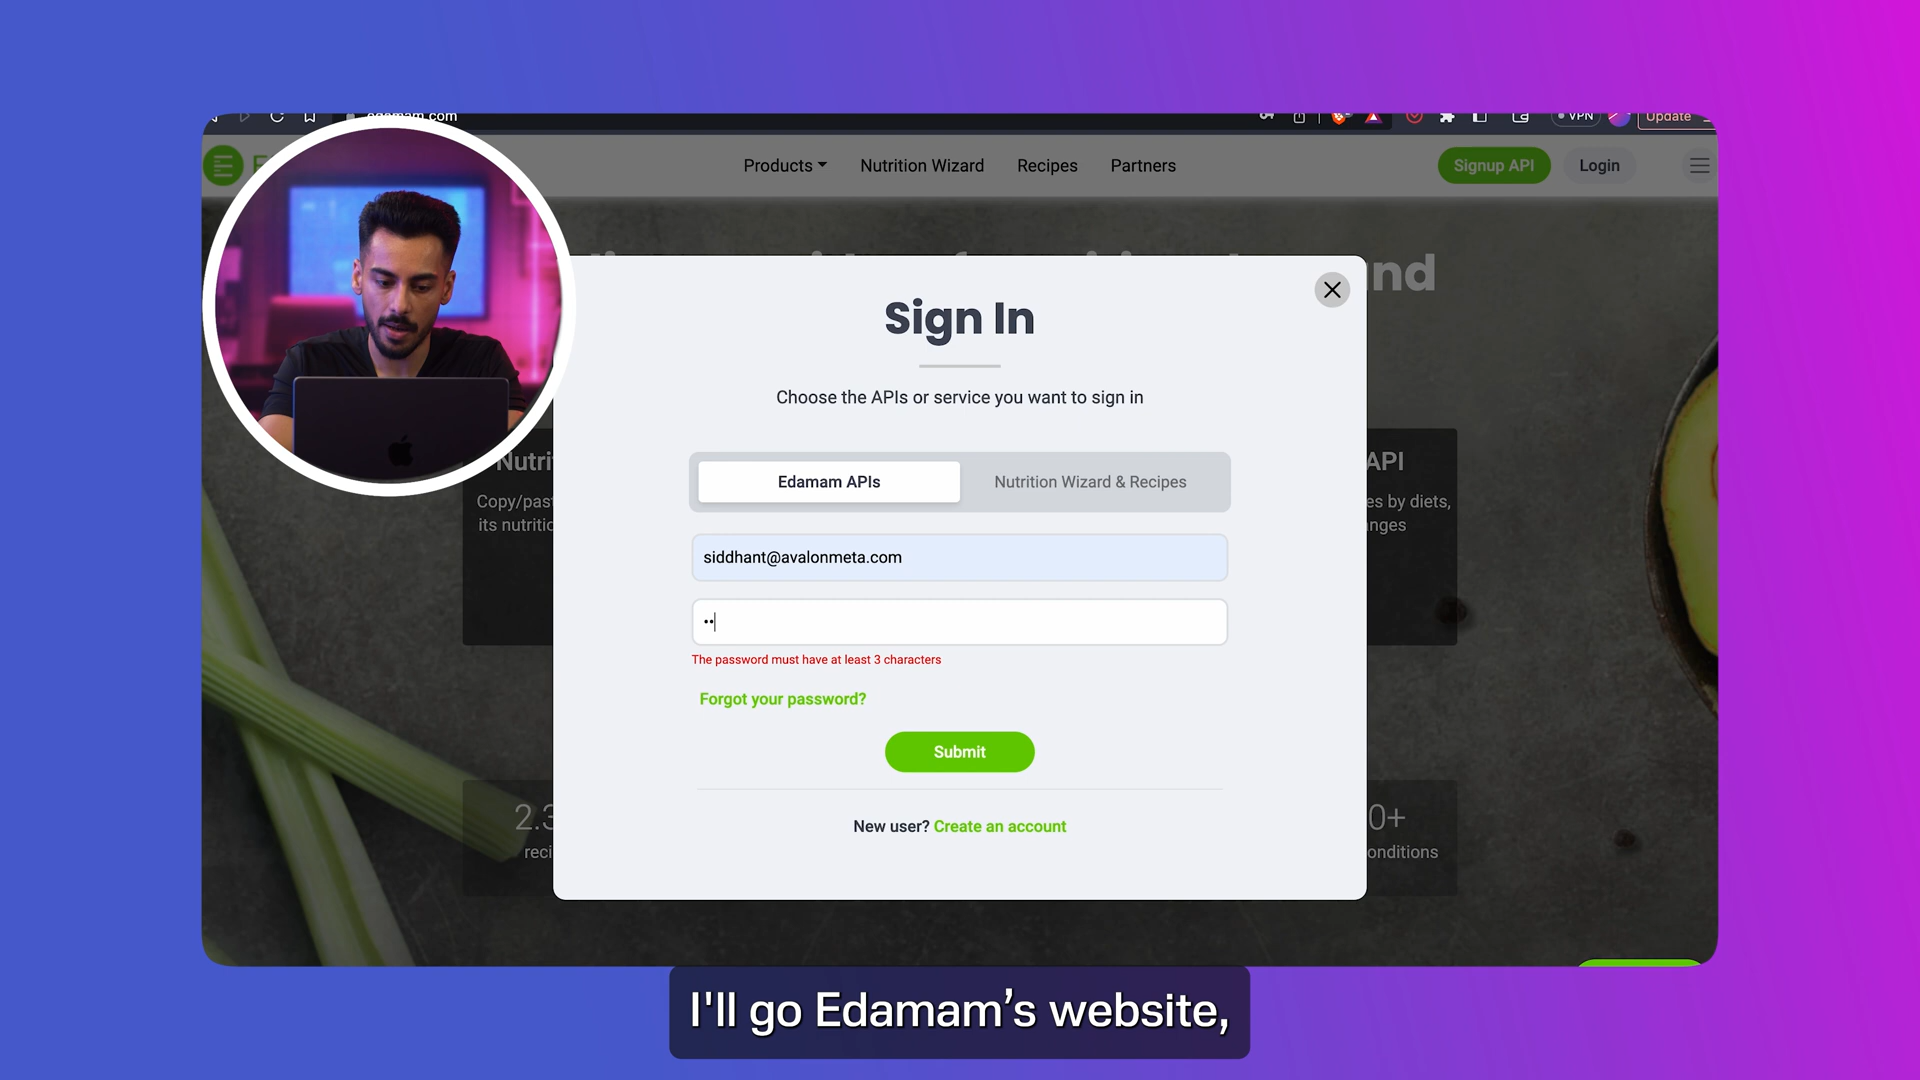 edamam.com
VPN
Update
Products
Nutrition Wizard
Recipes
Partners
Signup API
Login
nd
Sign In
Choose the APIs or service you want to sign in
Edamam APIs
Nutrition Wizard & Recipes
siddhant@avalonmeta.com
••
The password must have at least 3 characters
Forgot your password?
Submit
New user? Create an account
Nutri
Copy/past
its nutritio
API
es by diets,
nges
2.3
reci
0+
onditions
I'll go Edamam’s website,